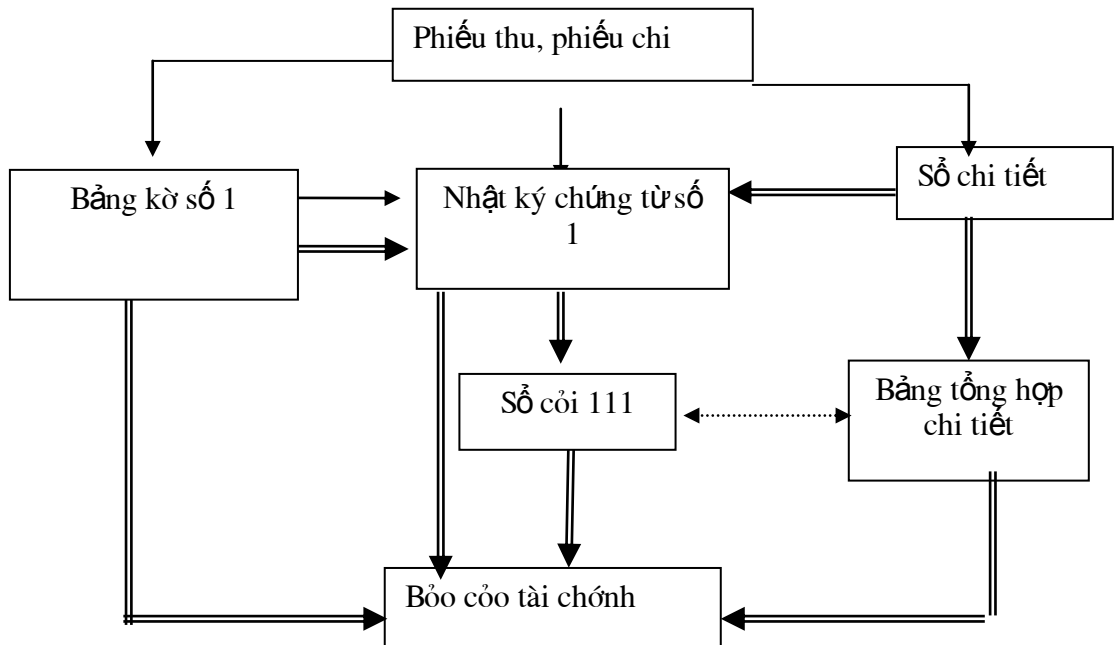 Phiếu thu, phiếu chi
Bảng kờ số 1
Nhật ký chứng từ số
1
Sổ chi tiết
Sổ cỏi 111
Bảng tổng hợp
chi tiết
Bỏo cỏo tài chớnh